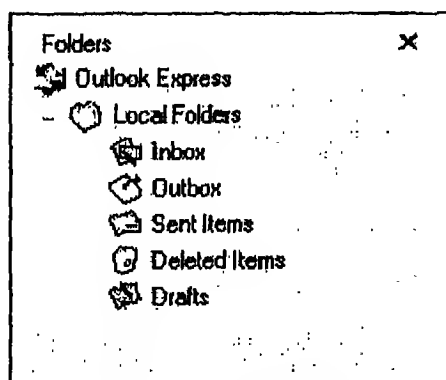 Folders ×
Outlook Express
Local Folders
Inbox
Outbox
Sent Items
Deleted Items
Drafts